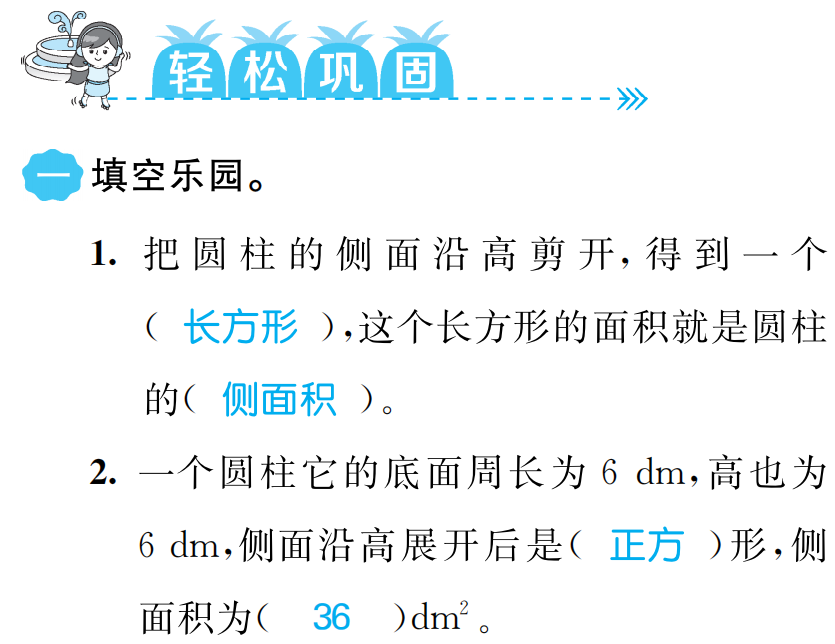 轻松巩固
一 填空乐园。
1. 把圆柱的侧面沿高剪开,得到一个
( 长方形 ),这个长方形的面积就是圆柱
的( 侧面积 )。
2. 一个圆柱它的底面周长为 6 dm,高也为
6 dm,侧面沿高展开后是( 正方 )形,侧
面积为( 36 )dm²。